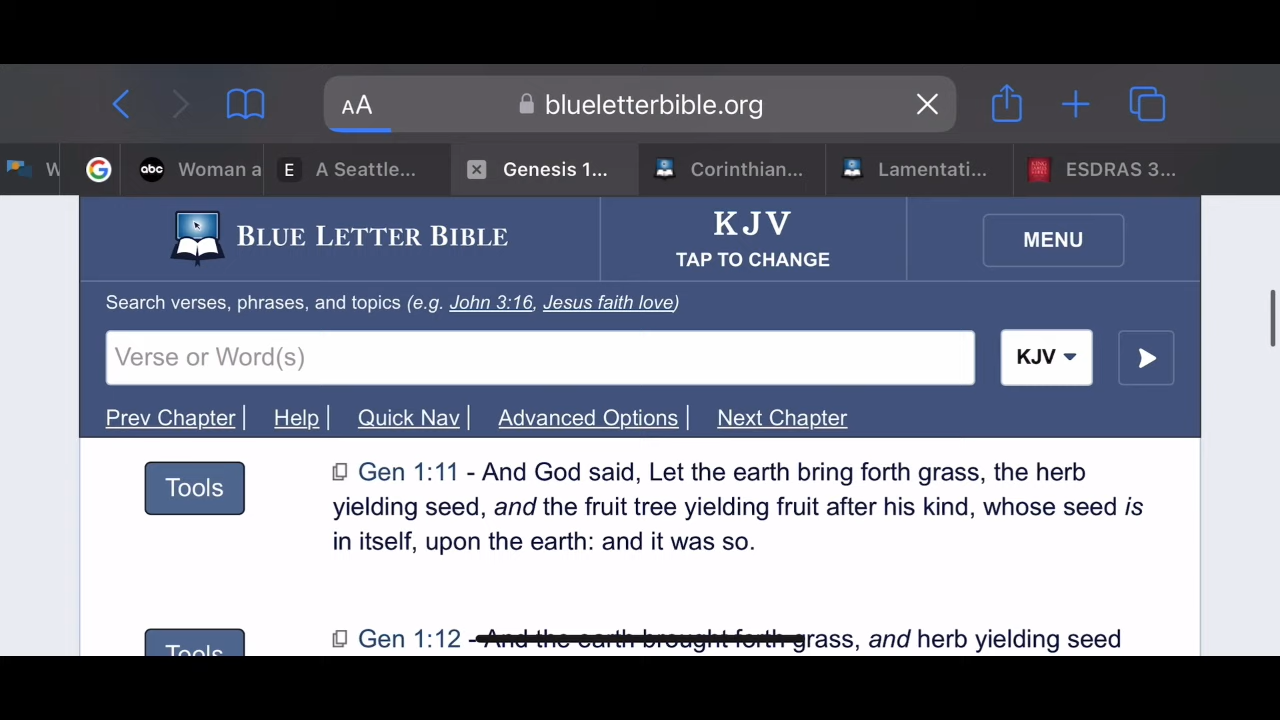 AA blueletterbible.org
W
abc Woman a
E A Seattle...
Genesis 1...
Corinthian...
Lamentati...
ESDRAS 3...
BLUE LETTER BIBLE
KJV
TAP TO CHANGE
MENU
Search verses, phrases, and topics (e.g. John 3:16, Jesus faith love)
Verse or Word(s)
KJV
Prev Chapter| Help| Quick Nav| Advanced Options| Next Chapter
Tools
Gen 1:11 - And God said, Let the earth bring forth grass, the herb
yielding seed, and the fruit tree yielding fruit after his kind, whose seed is
in itself, upon the earth: and it was so.
Tools
Gen 1:12 - And the earth brought forth grass, and herb yielding seed